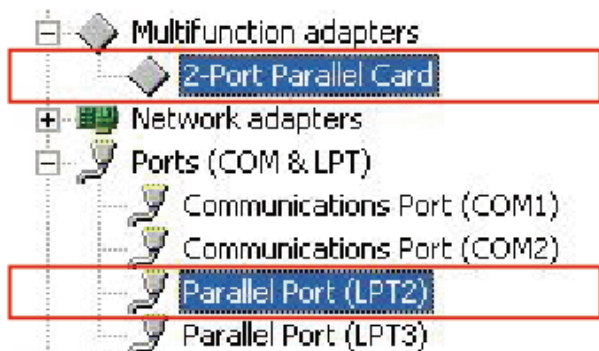 Multifunction adapters
2-Port Parallel Card
Network adapters
Ports (COM & LPT)
Communications Port (COM1)
Communications Port (COM2)
Parallel Port (LPT2)
Parallel Port (LPT3)